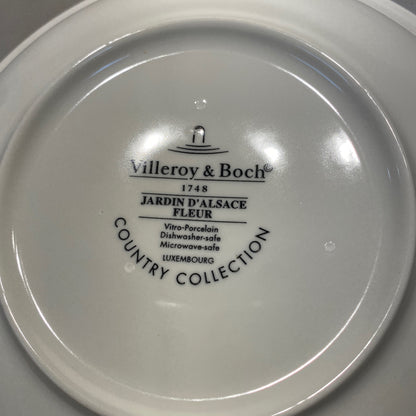 Villeroy & Boch©
1748
JARDIN D'ALSACE
FLEUR
Vitro-Porcelain
Dishwasher-safe
Microwave-safe
LUXEMBOURG
COUNTRY COLLECTION